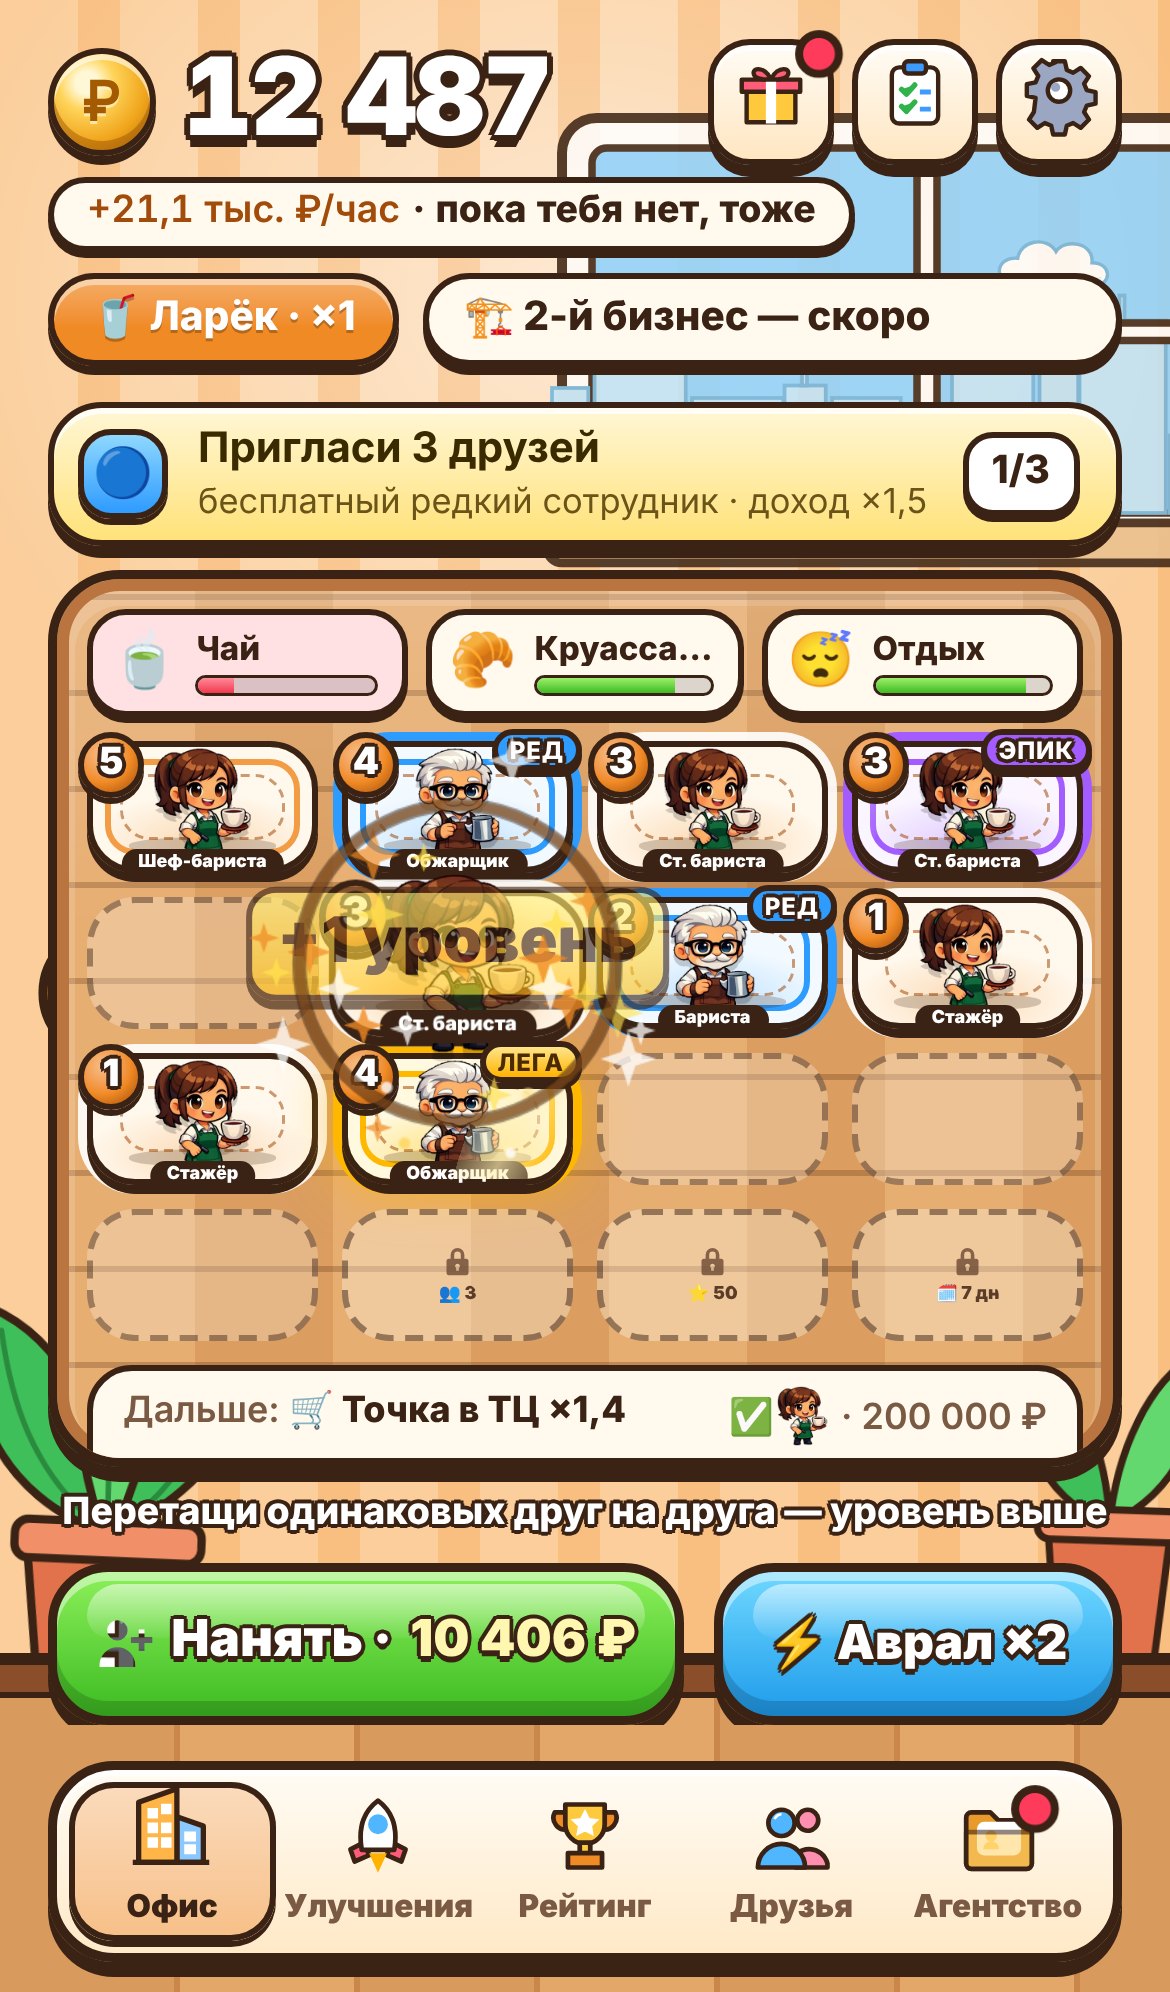 ₽ 12 487
+21,1 тыс. ₽/час · пока тебя нет, тоже
Ларёк · ×1
2-й бизнес — скоро
Пригласи 3 друзей
бесплатный редкий сотрудник · доход ×1,5
1/3
Чай
Круасса...
Отдых
5
Шеф-бариста
4
РЕД
Обжарщик
3
Ст. бариста
3
ЭПИК
Ст. бариста
3
+1 уровень
Ст. бариста
2
РЕД
Бариста
1
Стажёр
1
Стажёр
4
ЛЕГА
Обжарщик
3
50
7 дн
Дальше: Точка в ТЦ ×1,4
· 200 000 ₽
Перетащи одинаковых друг на друга — уровень выше
Нанять · 10 406 ₽
Аврал ×2
Офис
Улучшения
Рейтинг
Друзья
Агентство